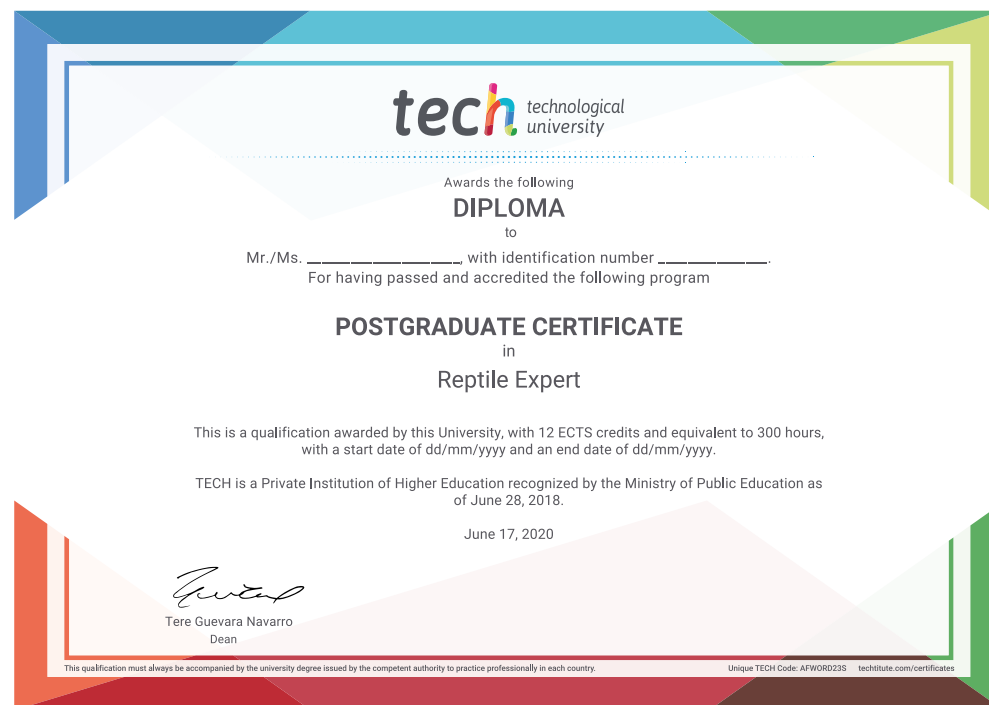 tech technological
university
Awards the following
DIPLOMA
to
Mr./Ms. ____________________, with identification number ______________.
For having passed and accredited the following program
POSTGRADUATE CERTIFICATE
in
Reptile Expert
This is a qualification awarded by this University, with 12 ECTS credits and equivalent to 300 hours,
with a start date of dd/mm/yyyy and an end date of dd/mm/yyyy.
TECH is a Private Institution of Higher Education recognized by the Ministry of Public Education as
of June 28, 2018.
June 17, 2020
Tere Guevara Navarro
Dean
This qualification must always be accompanied by the university degree issued by the competent authority to practice professionally in each country. Unique TECH Code: AFWORD23S techtitute.com/certificates